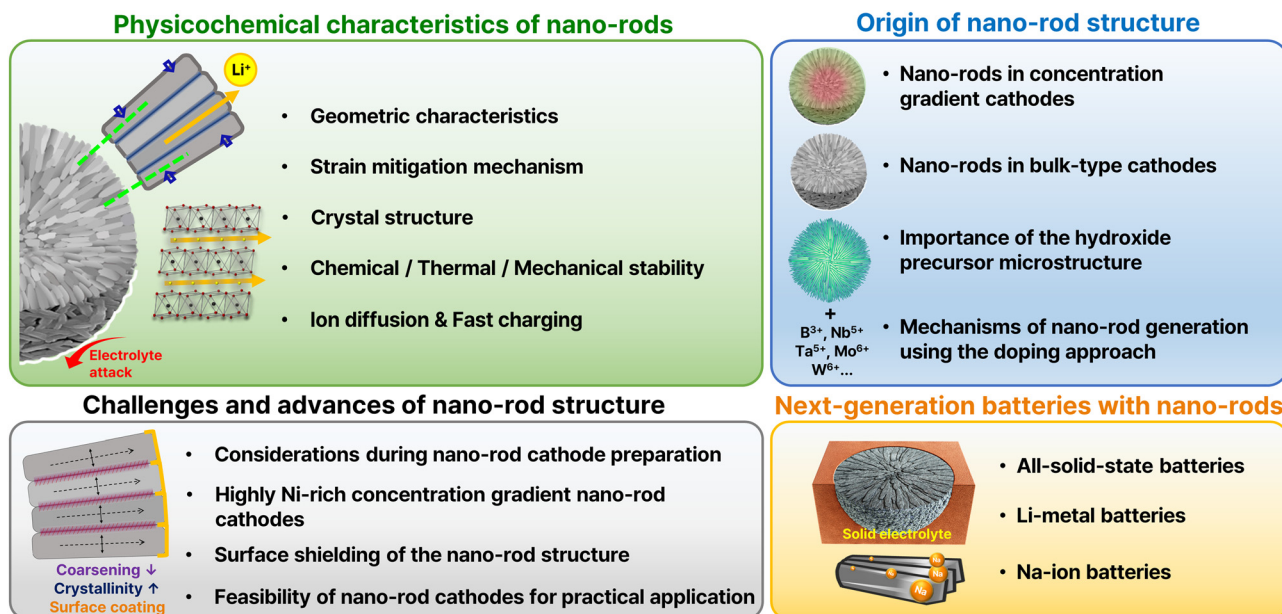 Physicochemical characteristics of nano-rods
Li⁺
• Geometric characteristics
• Strain mitigation mechanism
• Crystal structure
• Chemical / Thermal / Mechanical stability
• Ion diffusion & Fast charging
Electrolyte
attack
Origin of nano-rod structure
• Nano-rods in concentration
gradient cathodes
• Nano-rods in bulk-type cathodes
• Importance of the hydroxide
precursor microstructure
+
B³⁺, Nb⁵⁺
Ta⁵⁺, Mo⁶⁺
W⁶⁺...
• Mechanisms of nano-rod generation
using the doping approach
Challenges and advances of nano-rod structure
• Considerations during nano-rod cathode preparation
• Highly Ni-rich concentration gradient nano-rod
cathodes
• Surface shielding of the nano-rod structure
• Feasibility of nano-rod cathodes for practical application
Coarsening ↓
Crystallinity ↑
Surface coating
Next-generation batteries with nano-rods
Solid electrolyte
• All-solid-state batteries
• Li-metal batteries
• Na-ion batteries
Na
Na
Na